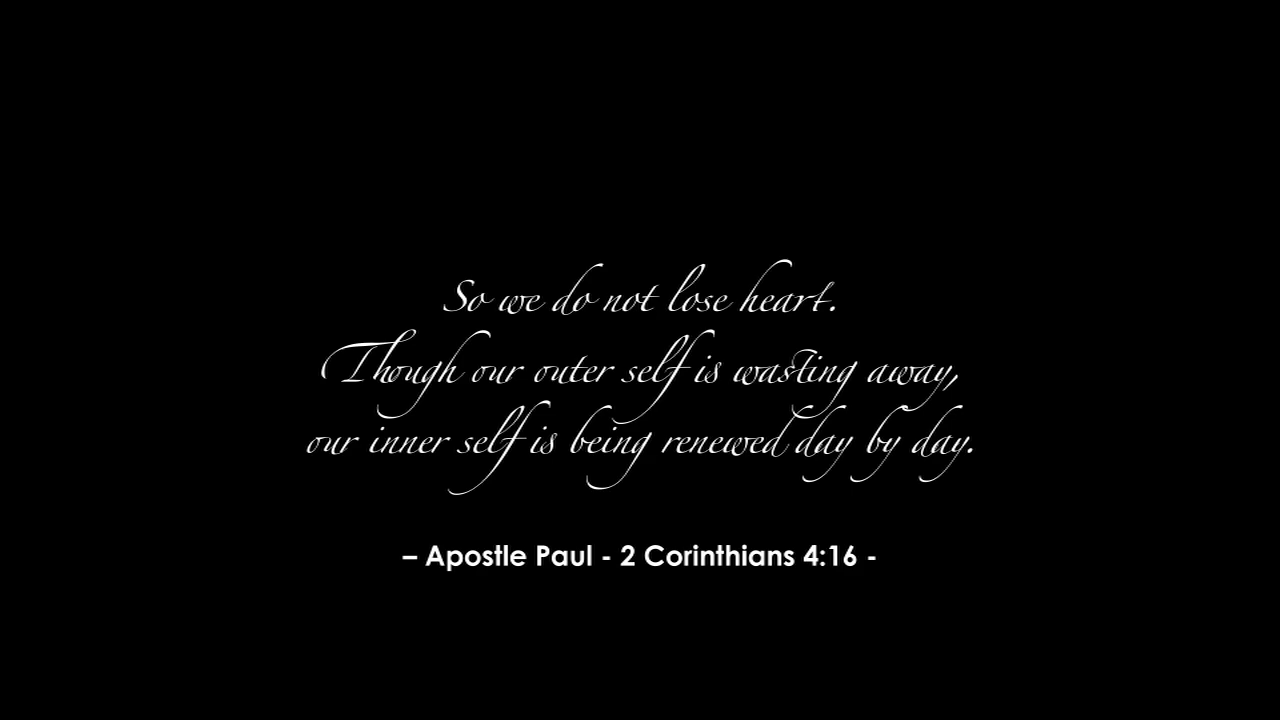 So we do not lose heart.
Though our outer self is wasting away,
our inner self is being renewed day by day.
– Apostle Paul - 2 Corinthians 4:16 -